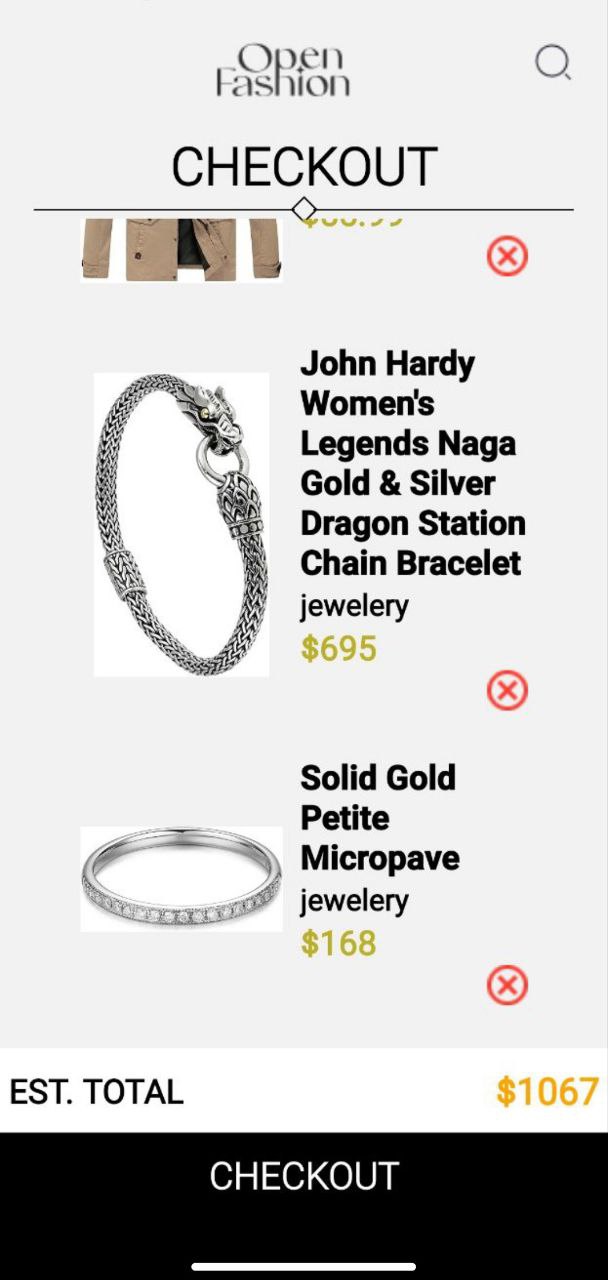 Open
Fashion
CHECKOUT
John Hardy
Women's
Legends Naga
Gold & Silver
Dragon Station
Chain Bracelet
jewelery
$695
Solid Gold
Petite
Micropave
jewelery
$168
EST. TOTAL
$1067
CHECKOUT